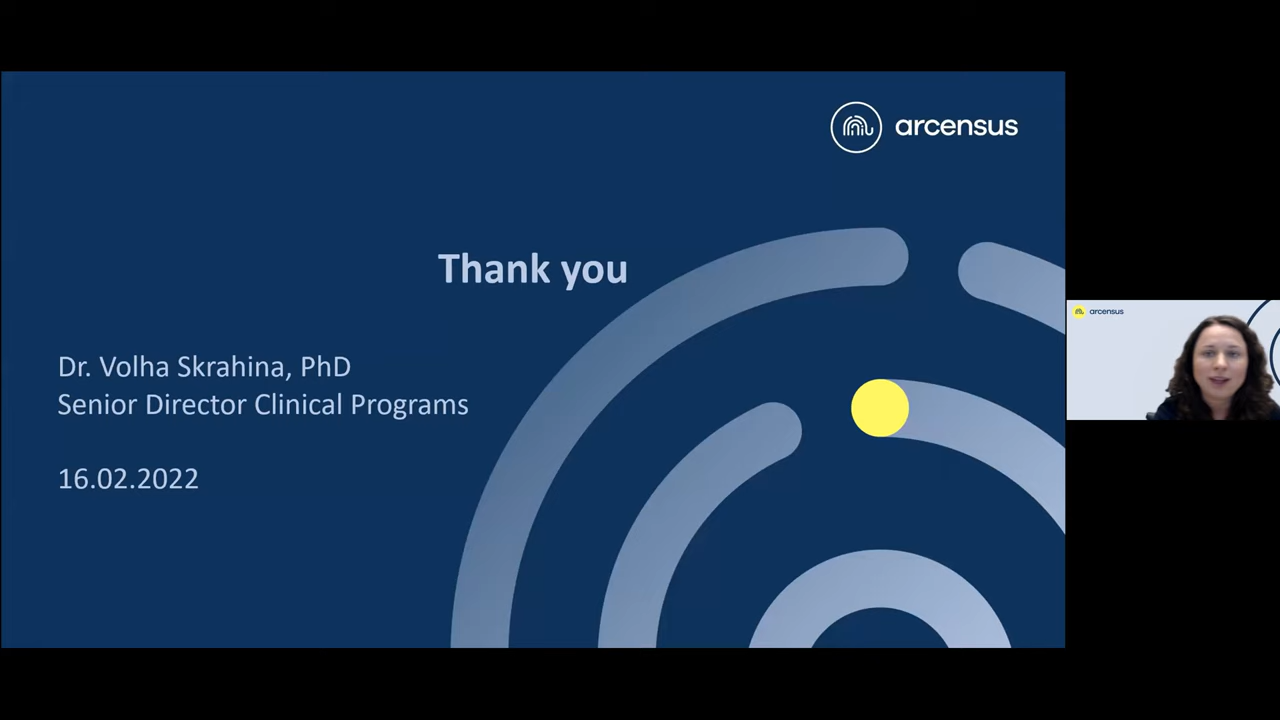 arcensus
Thank you
Dr. Volha Skrahina, PhD
Senior Director Clinical Programs
16.02.2022
arcensus